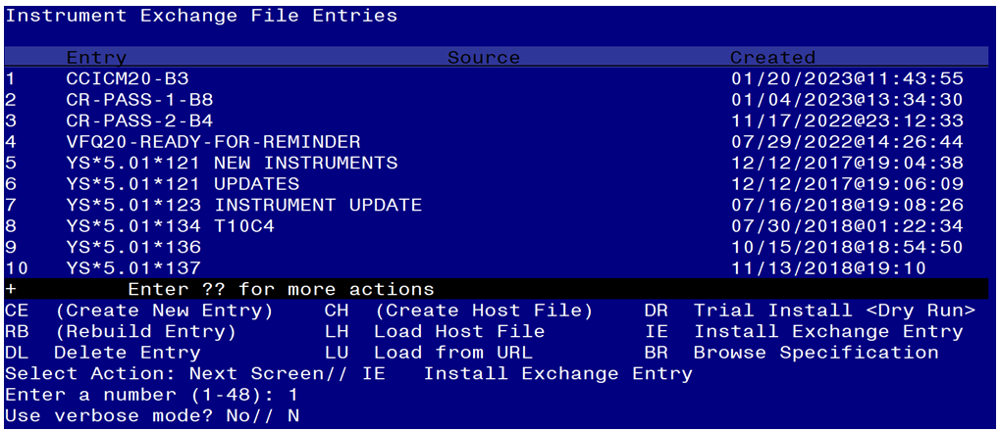 Instrument Exchange File Entries
Entry Source Created
1 CCICM20-B3 01/20/2023@11:43:55
2 CR-PASS-1-B8 01/04/2023@13:34:30
3 CR-PASS-2-B4 11/17/2022@23:12:33
4 VFQ20-READY-FOR-REMINDER 07/29/2022@14:26:44
5 YS*5.01*121 NEW INSTRUMENTS 12/12/2017@19:04:38
6 YS*5.01*121 UPDATES 12/12/2017@19:06:09
7 YS*5.01*123 INSTRUMENT UPDATE 07/16/2018@19:08:26
8 YS*5.01*134 T10C4 07/30/2018@01:22:34
9 YS*5.01*136 10/15/2018@18:54:50
10 YS*5.01*137 11/13/2018@19:10
+ Enter ?? for more actions
CE (Create New Entry) CH (Create Host File) DR Trial Install <Dry Run>
RB (Rebuild Entry) LH Load Host File IE Install Exchange Entry
DL Delete Entry LU Load from URL BR Browse Specification
Select Action: Next Screen// IE Install Exchange Entry
Enter a number (1-48): 1
Use verbose mode? No// N